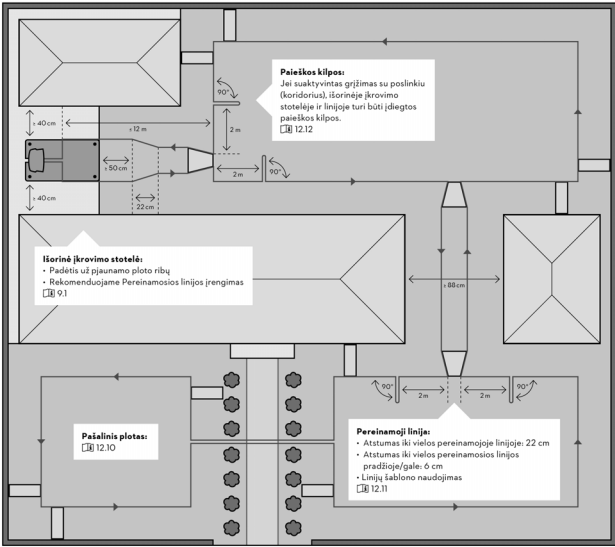 Paieškos kilpos:
Jei suaktyvintas grįžimas su poslinkiu
(koridorius), išorinėje įkrovimo
stotelėje ir linijoje turi būti įdiegtos
paieškos kilpos.
12.12
90°
± 40 cm
± 12 m
2 m
± 50 cm
2 m
90°
± 40 cm
22 cm
Išorinė įkrovimo stotelė:
• Padėtis už pjaunamo ploto ribų
• Rekomenduojame Pereinamosios linijos įrengimas
9.1
± 88 cm
90°
2 m
2 m
90°
Pašalinis plotas:
12.10
Pereinamoji linija:
• Atstumas iki vielos pereinamojoje linijoje: 22 cm
• Atstumas iki vielos pereinamosios linijos
pradžioje/gale: 6 cm
• Linijų šablono naudojimas
12.11